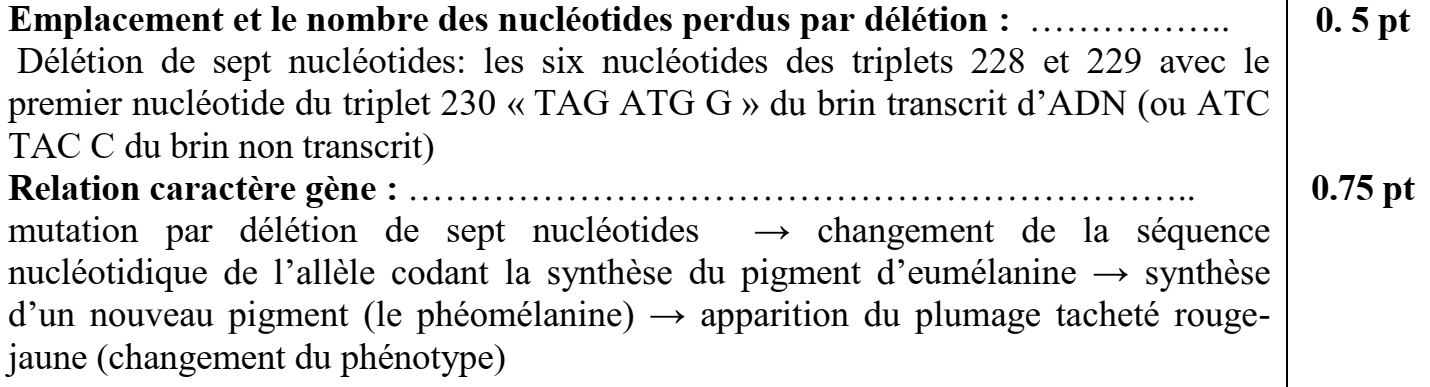 Emplacement et le nombre des nucléotides perdus par délétion : …………….. 0. 5 pt
Délétion de sept nucléotides: les six nucléotides des triplets 228 et 229 avec le
premier nucléotide du triplet 230 « TAG ATG G » du brin transcrit d’ADN (ou ATC
TAC C du brin non transcrit)
Relation caractère gène : ……………………………………………………….. 0.75 pt
mutation par délétion de sept nucléotides → changement de la séquence
nucléotidique de l’allèle codant la synthèse du pigment d’eumélanine → synthèse
d’un nouveau pigment (le phéomélanine) → apparition du plumage tacheté rouge-
jaune (changement du phénotype)